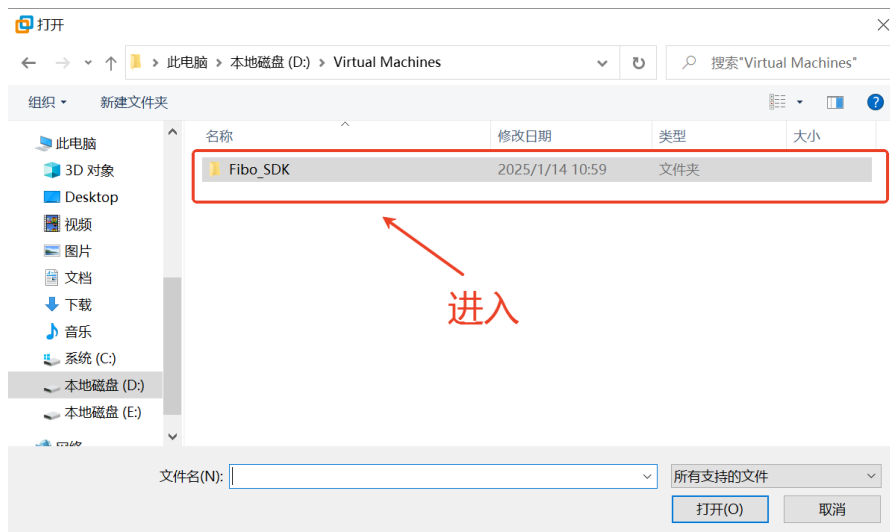 打开
此电脑 本地磁盘 (D:) Virtual Machines 搜索"Virtual Machines"
组织 新建文件夹 ?
名称 修改日期 类型 大小
Fibo_SDK 2025/1/14 10:59 文件夹
此电脑
3D 对象
Desktop
视频
图片
文档
下载
音乐
系统 (C:)
本地磁盘 (D:)
本地磁盘 (E:)
进入
文件名(N): 所有支持的文件
打开(O) 取消